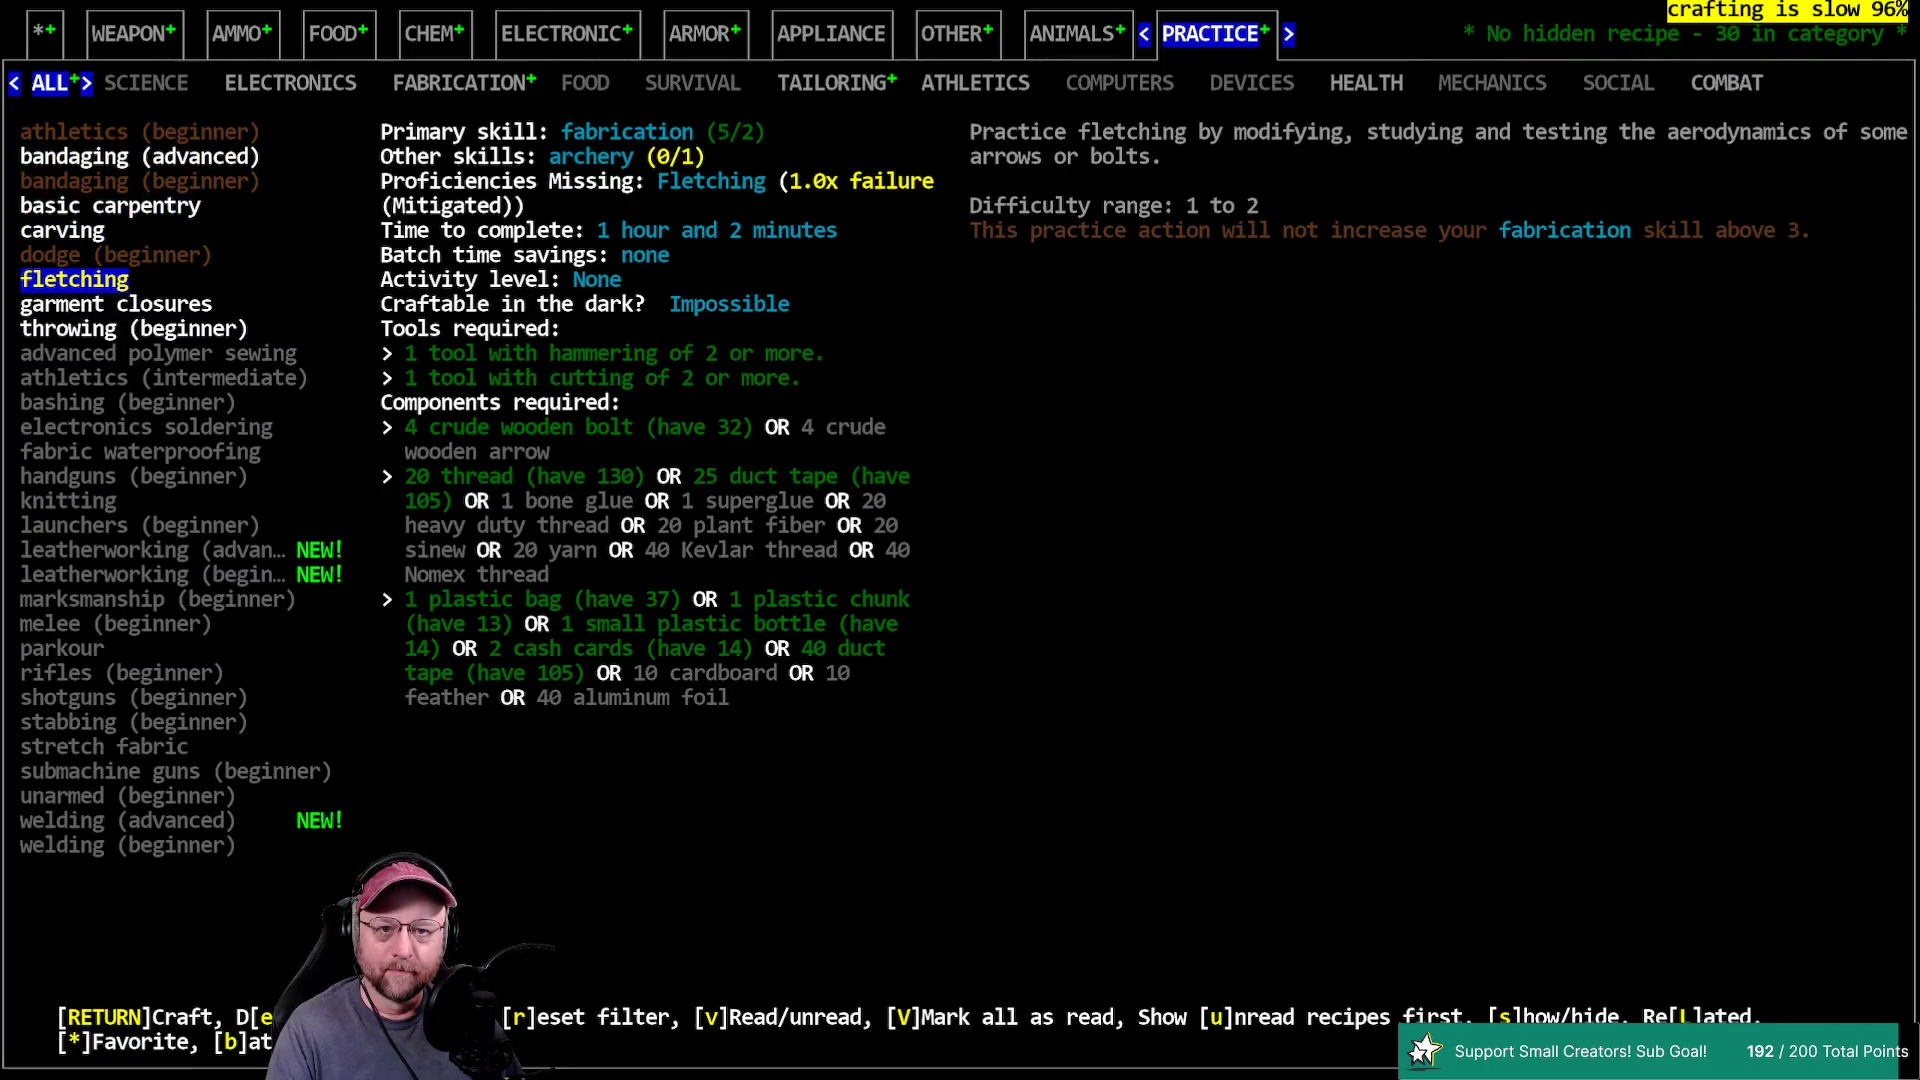 crafting is slow 96%
*+ WEAPON+ AMMO+ FOOD+ CHEM+ ELECTRONIC+ ARMOR+ APPLIANCE OTHER+ ANIMALS+ < PRACTICE+ > * No hidden recipe - 30 in category *
< ALL+> SCIENCE ELECTRONICS FABRICATION+ FOOD SURVIVAL TAILORING+ ATHLETICS COMPUTERS DEVICES HEALTH MECHANICS SOCIAL COMBAT
athletics (beginner)
bandaging (advanced)
bandaging (beginner)
basic carpentry
carving
dodge (beginner)
fletching
garment closures
throwing (beginner)
advanced polymer sewing
athletics (intermediate)
bashing (beginner)
electronics soldering
fabric waterproofing
handguns (beginner)
knitting
launchers (beginner)
leatherworking (advan… NEW!
leatherworking (begin… NEW!
marksmanship (beginner)
melee (beginner)
parkour
rifles (beginner)
shotguns (beginner)
stabbing (beginner)
stretch fabric
submachine guns (beginner)
unarmed (beginner)
welding (advanced) NEW!
welding (beginner)
Primary skill: fabrication (5/2)
Other skills: archery (0/1)
Proficiencies Missing: Fletching (1.0x failure
(Mitigated))
Time to complete: 1 hour and 2 minutes
Batch time savings: none
Activity level: None
Craftable in the dark? Impossible
Tools required:
> 1 tool with hammering of 2 or more.
> 1 tool with cutting of 2 or more.
Components required:
> 4 crude wooden bolt (have 32) OR 4 crude
wooden arrow
> 20 thread (have 130) OR 25 duct tape (have
105) OR 1 bone glue OR 1 superglue OR 20
heavy duty thread OR 20 plant fiber OR 20
sinew OR 20 yarn OR 40 Kevlar thread OR 40
Nomex thread
> 1 plastic bag (have 37) OR 1 plastic chunk
(have 13) OR 1 small plastic bottle (have
14) OR 2 cash cards (have 14) OR 40 duct
tape (have 105) OR 10 cardboard OR 10
feather OR 40 aluminum foil
Practice fletching by modifying, studying and testing the aerodynamics of some
arrows or bolts.
Difficulty range: 1 to 2
This practice action will not increase your fabrication skill above 3.
[RETURN]Craft, D[e [r]eset filter, [v]Read/unread, [V]Mark all as read, Show [u]nread recipes first, [s]how/hide, Re[L]ated,
[*]Favorite, [b]at
Support Small Creators! Sub Goal! 192 / 200 Total Points